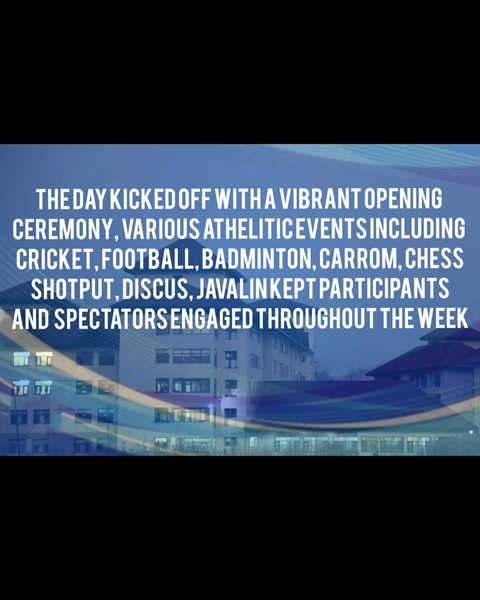 THE DAY KICKED OFF WITH A VIBRANT OPENING
CEREMONY, VARIOUS ATHELITIC EVENTS INCLUDING
CRICKET, FOOTBALL, BADMINTON, CARROM, CHESS
SHOTPUT, DISCUS, JAVALIN KEPT PARTICIPANTS
AND SPECTATORS ENGAGED THROUGHOUT THE WEEK